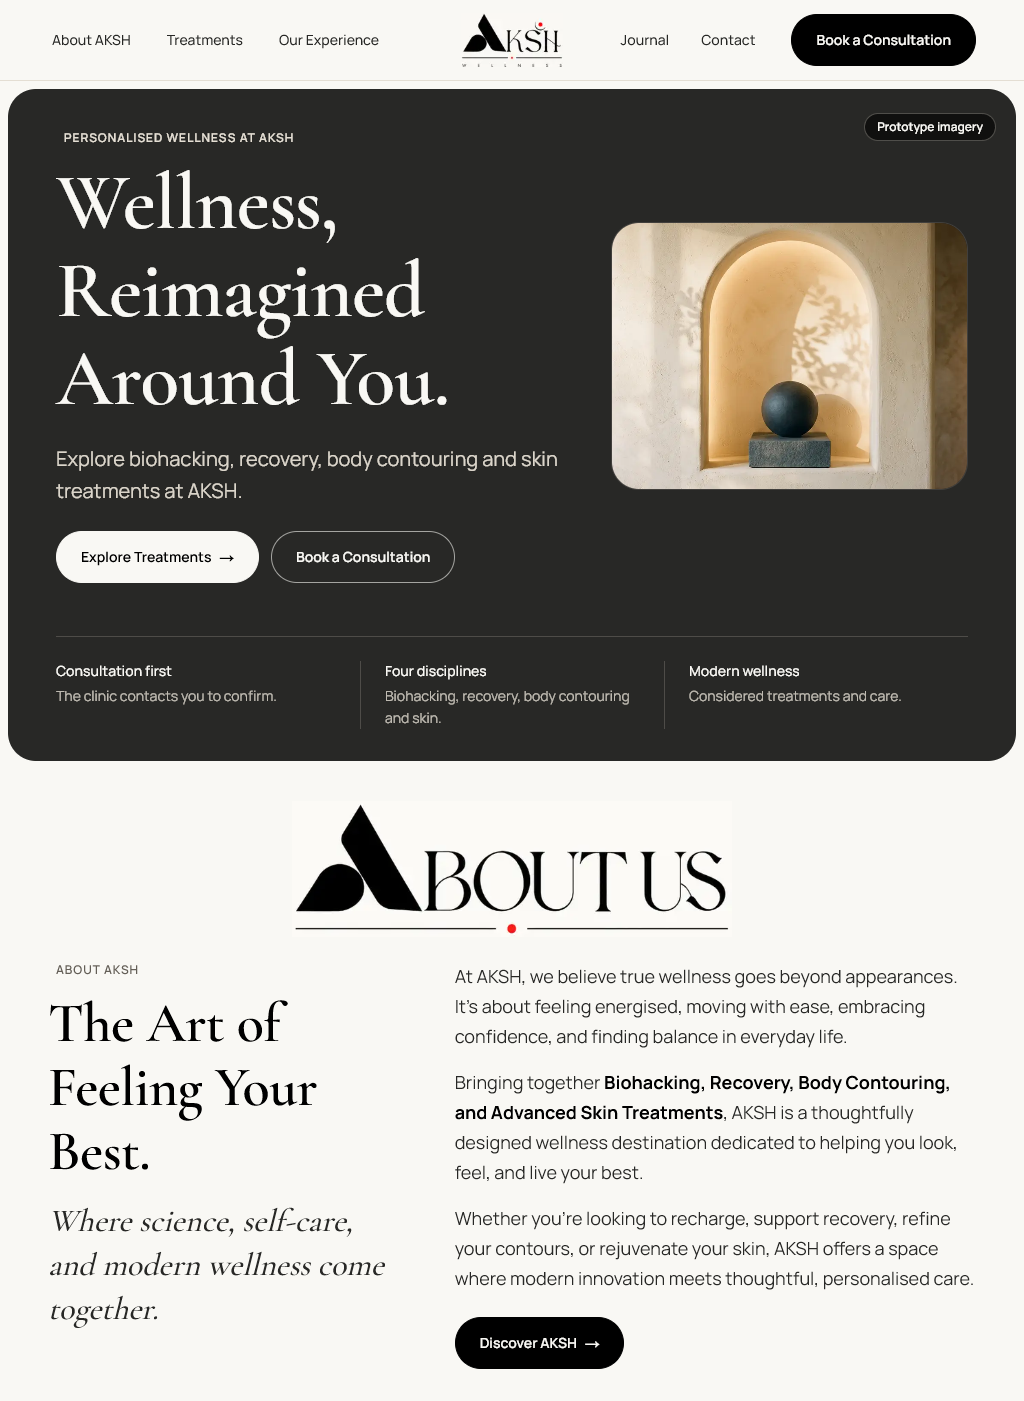 About AKSH
Treatments
Our Experience
AKSH
WELLNESS
Journal
Contact
Book a Consultation
Prototype imagery
PERSONALISED WELLNESS AT AKSH
Wellness,
Reimagined
Around You.
Explore biohacking, recovery, body contouring and skin
treatments at AKSH.
Explore Treatments →
Book a Consultation
Consultation first
The clinic contacts you to confirm.
Four disciplines
Biohacking, recovery, body contouring
and skin.
Modern wellness
Considered treatments and care.
ABOUT US
ABOUT AKSH
The Art of
Feeling Your
Best.
Where science, self-care,
and modern wellness come
together.
At AKSH, we believe true wellness goes beyond appearances.
It's about feeling energised, moving with ease, embracing
confidence, and finding balance in everyday life.
Bringing together Biohacking, Recovery, Body Contouring,
and Advanced Skin Treatments, AKSH is a thoughtfully
designed wellness destination dedicated to helping you look,
feel, and live your best.
Whether you're looking to recharge, support recovery, refine
your contours, or rejuvenate your skin, AKSH offers a space
where modern innovation meets thoughtful, personalised care.
Discover AKSH →